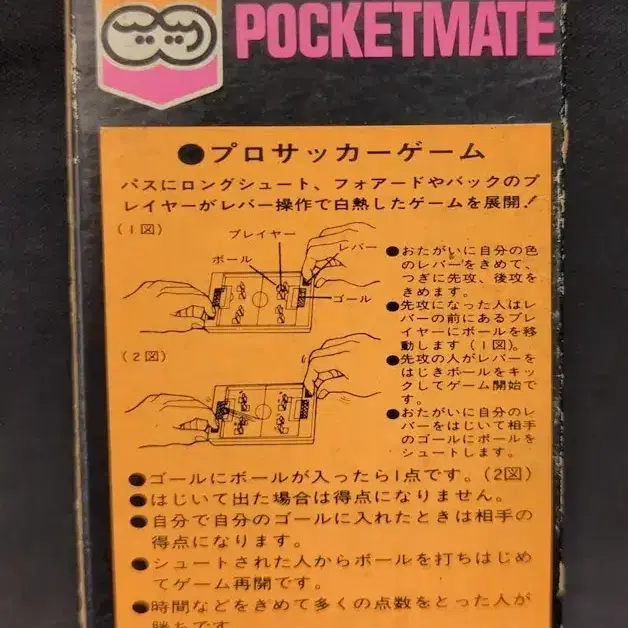 POCKETMATE
●プロサッカーゲーム
パスにロングシュート、フォアードやバックのプ
レイヤーがレバー操作で白熱したゲームを展開!
(1図)
プレイヤー
レバー
ボール
ゴール
(2図)
●おたがいに自分の色
のレバーをきめて、
つぎに先攻、後攻を
きめます。
●先攻になった人はレ
バーの前にあるプレ
イヤーにボールを移
動します(1図)。
●先攻の人がレバーを
はじきボールをキッ
クしてゲーム開始で
す。
●おたがいに自分のレ
バーをはじいて相手
のゴールにボールを
シュートします。
●ゴールにボールが入ったら1点です。(2図)
●はじいて出た場合は得点になりません。
●自分で自分のゴールに入れたときは相手の
得点になります。
●シュートされた人からボールを打ちはじめ
てゲーム再開です。
●時間などをきめて多くの点数をとった人が
勝ちです